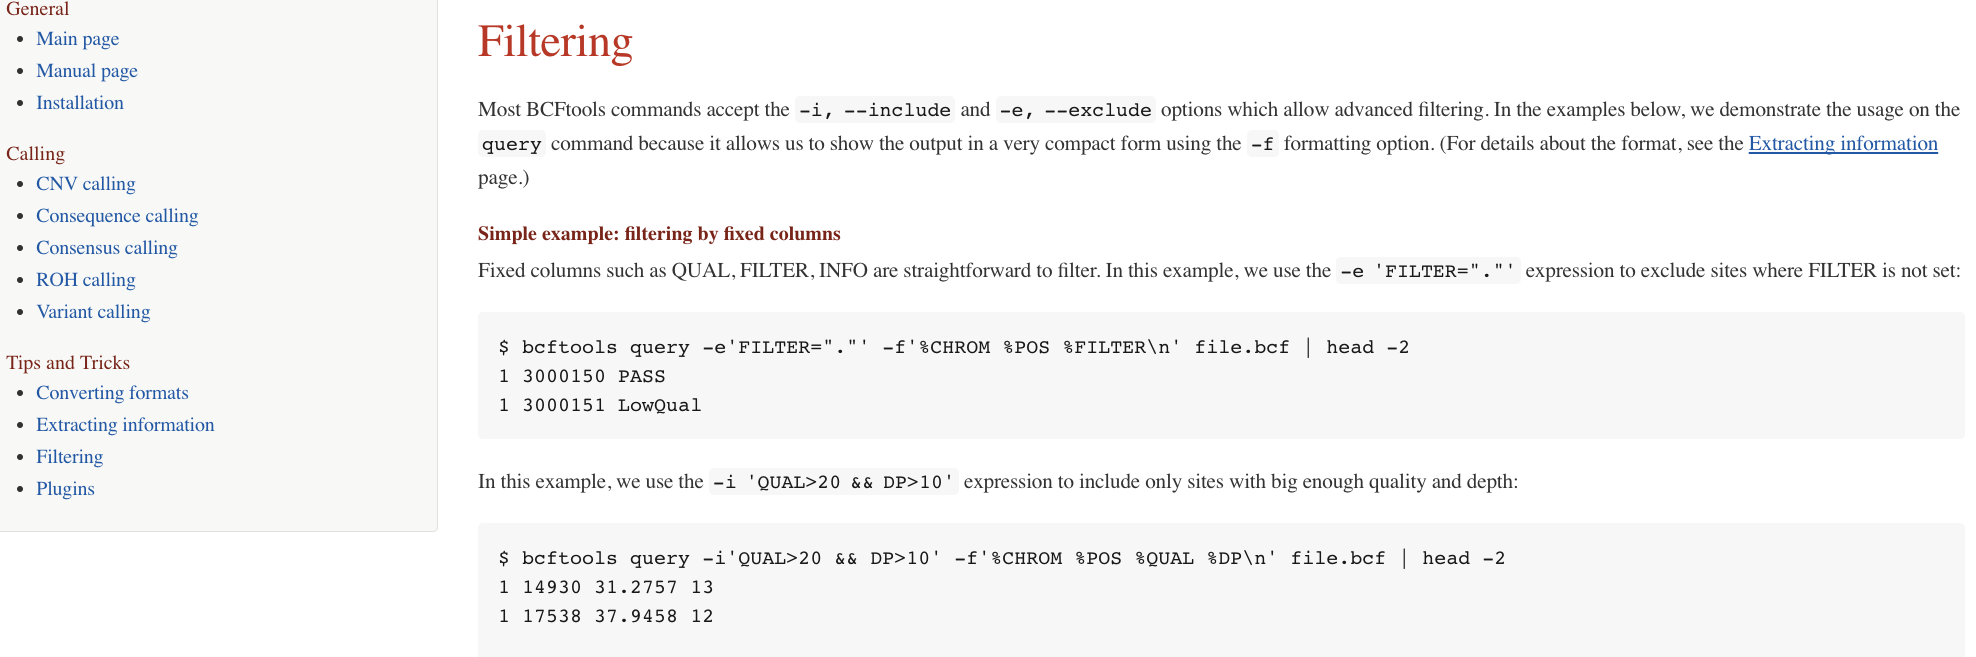 General
Main page
Manual page
Installation
Calling
CNV calling
Consequence calling
Consensus calling
ROH calling
Variant calling
Tips and Tricks
Converting formats
Extracting information
Filtering
Plugins
Filtering
Most BCFtools commands accept the -i, --include and -e, --exclude options which allow advanced filtering. In the examples below, we demonstrate the usage on the
query command because it allows us to show the output in a very compact form using the -f formatting option. (For details about the format, see the Extracting information
page.)
Simple example: filtering by fixed columns
Fixed columns such as QUAL, FILTER, INFO are straightforward to filter. In this example, we use the -e 'FILTER="."' expression to exclude sites where FILTER is not set:
$ bcftools query -e'FILTER="."' -f'%CHROM %POS %FILTER\n' file.bcf | head -2
1 3000150 PASS
1 3000151 LowQual
In this example, we use the -i 'QUAL>20 && DP>10' expression to include only sites with big enough quality and depth:
$ bcftools query -i'QUAL>20 && DP>10' -f'%CHROM %POS %QUAL %DP\n' file.bcf | head -2
1 14930 31.2757 13
1 17538 37.9458 12